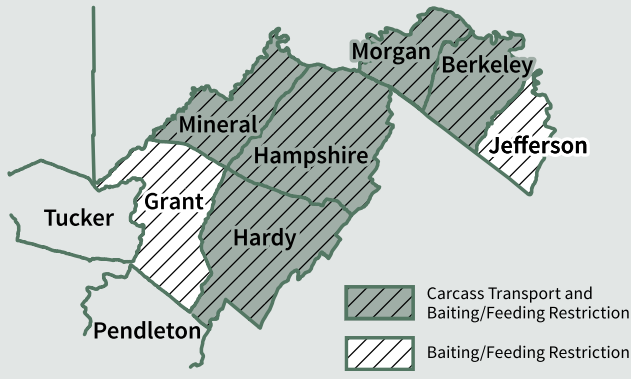 Morgan
Berkeley
Mineral
Jefferson
Hampshire
Grant
Tucker
Hardy
Pendleton
Carcass Transport and
Baiting/Feeding Restriction
Baiting/Feeding Restriction